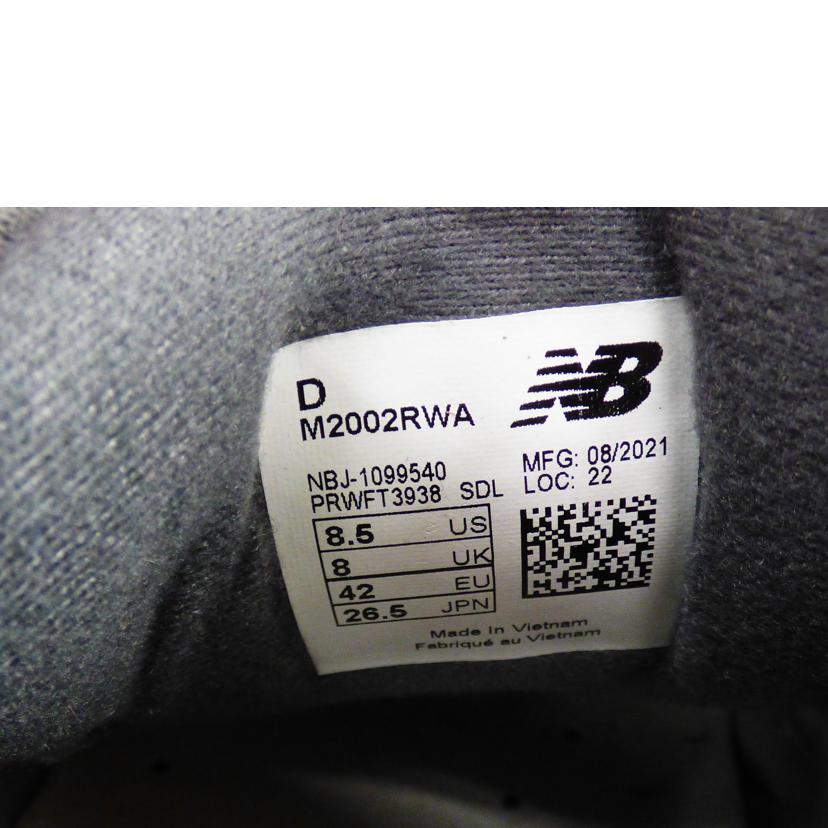 D
NB
M2002RWA
NBJ-1099540
MFG: 08/2021
PRWFT3938 SDL
LOC: 22
8.5 US
8 UK
42 EU
26.5 JPN
Made In Vietnam
Fabriqué au Vietnam